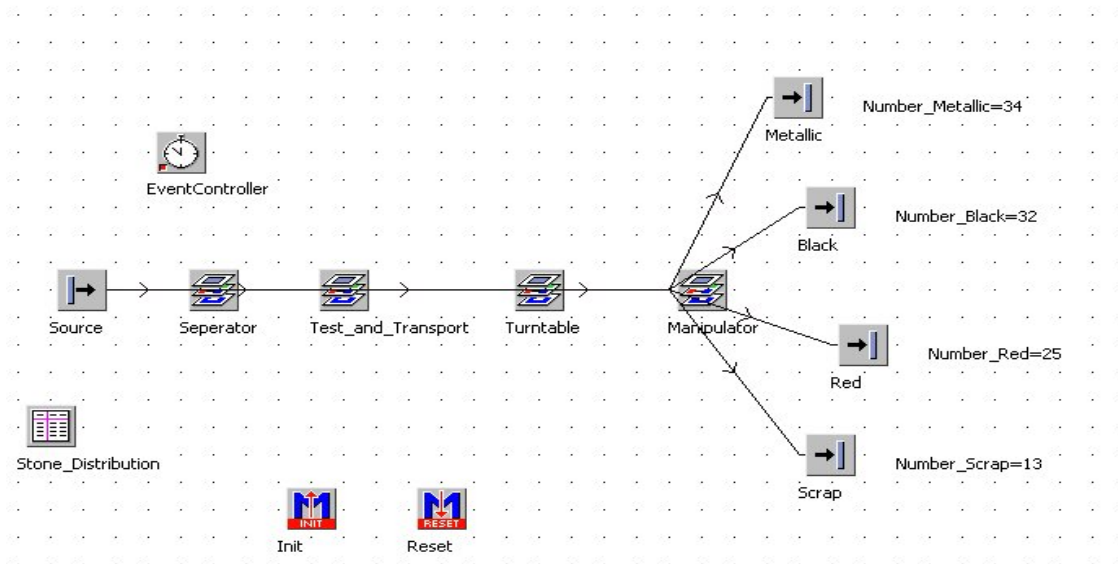 Metallic
Number_Metallic=34
EventController
Black
Number_Black=32
Source
Seperator
Test_and_Transport
Turntable
Manipulator
Number_Red=25
Red
Stone_Distribution
Number_Scrap=13
Scrap
INIT
RESET
Init
Reset